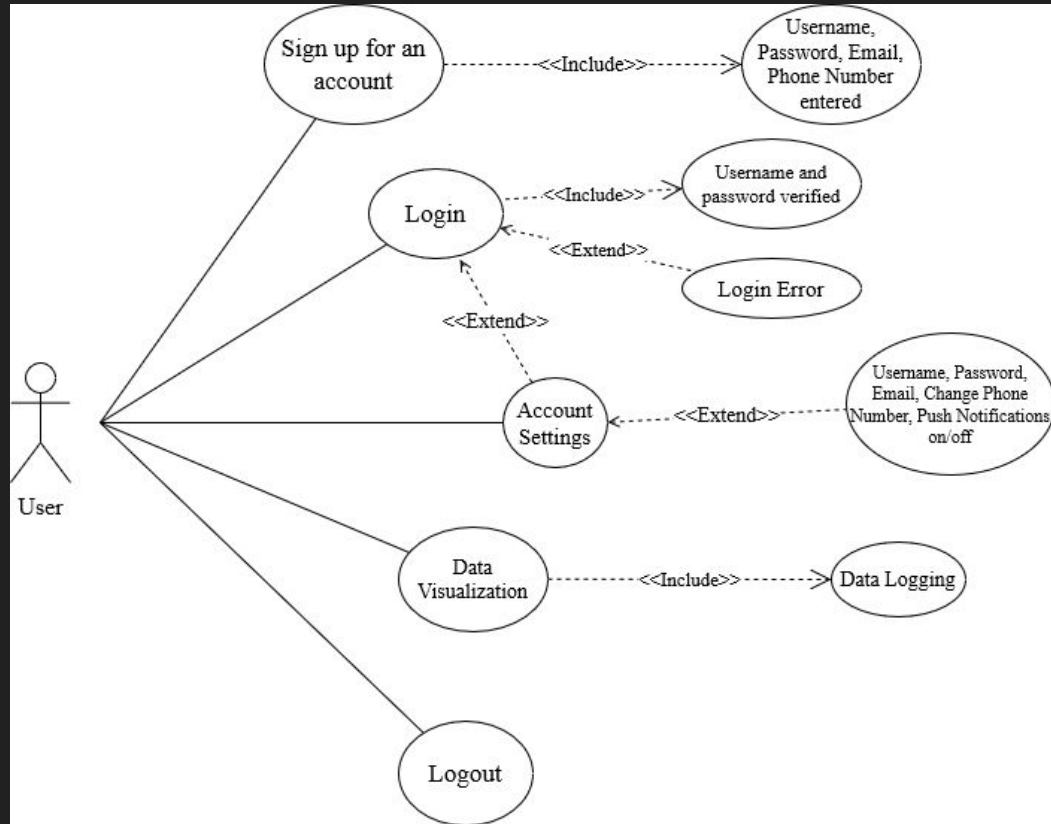 Sign up for an
account
<<Include>>
Username,
Password, Email,
Phone Number
entered
Login
<<Include>>
Username and
password verified
<<Extend>>
Login Error
<<Extend>>
User
Account
Settings
<<Extend>>
Username, Password,
Email, Change Phone
Number, Push Notifications
on/off
Data
Visualization
<<Include>>
Data Logging
Logout